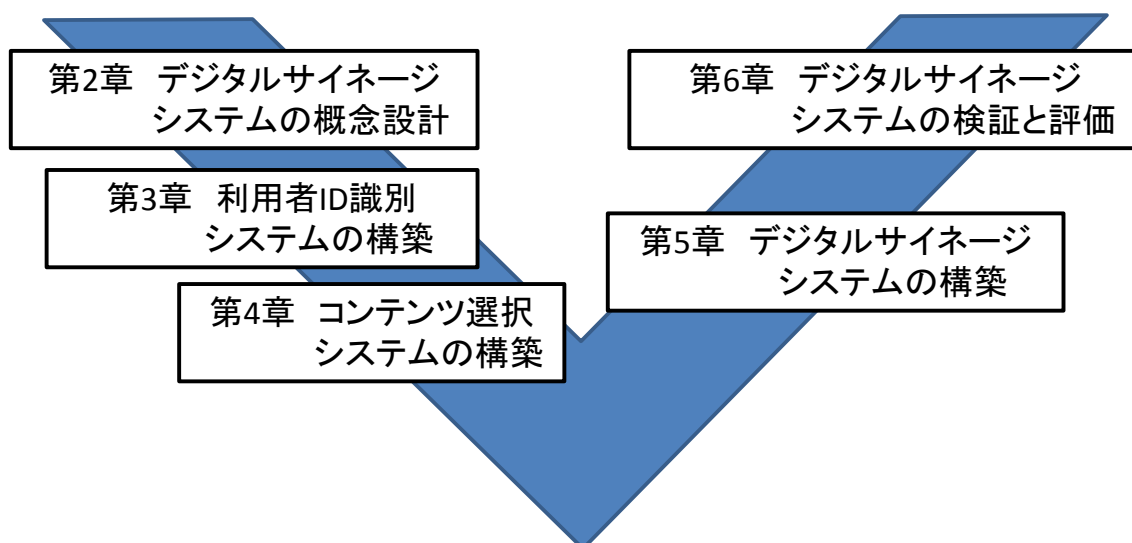 第2章 デジタルサイネージ
システムの概念設計
第3章 利用者ID識別
システムの構築
第4章 コンテンツ選択
システムの構築
第5章 デジタルサイネージ
システムの構築
第6章 デジタルサイネージ
システムの検証と評価